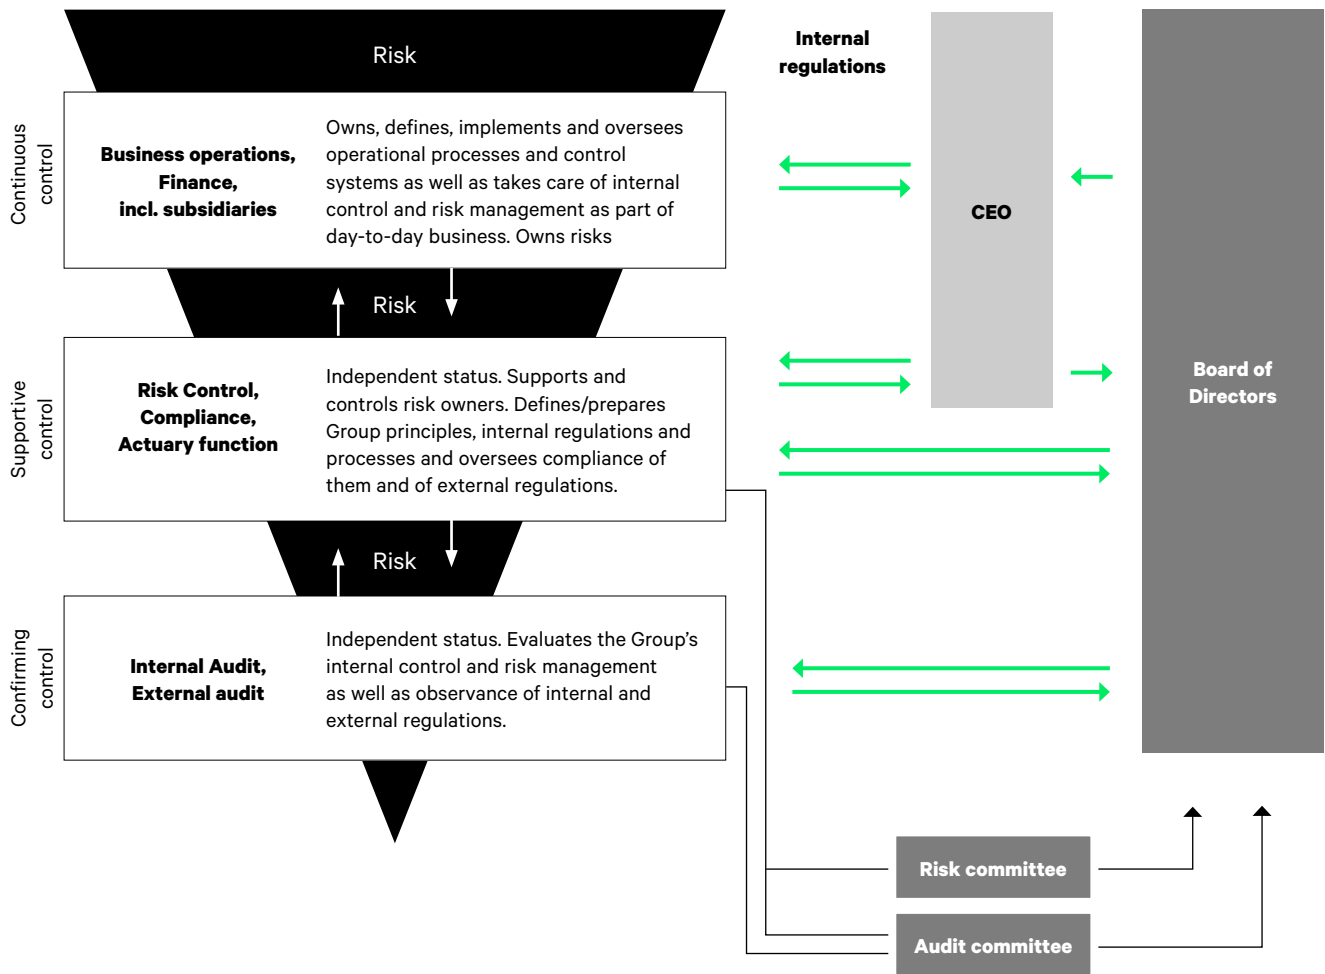 Risk
Internal
regulations
Continuous
control
Business operations,
Finance,
incl. subsidiaries
Owns, defines, implements and oversees
operational processes and control
systems as well as takes care of internal
control and risk management as part of
day-to-day business. Owns risks
CEO
Risk
Supportive
control
Risk Control,
Compliance,
Actuary function
Independent status. Supports and
controls risk owners. Defines/prepares
Group principles, internal regulations and
processes and oversees compliance of
them and of external regulations.
Board of
Directors
Risk
Confirming
control
Internal Audit,
External audit
Independent status. Evaluates the Group’s
internal control and risk management
as well as observance of internal and
external regulations.
Risk committee
Audit committee